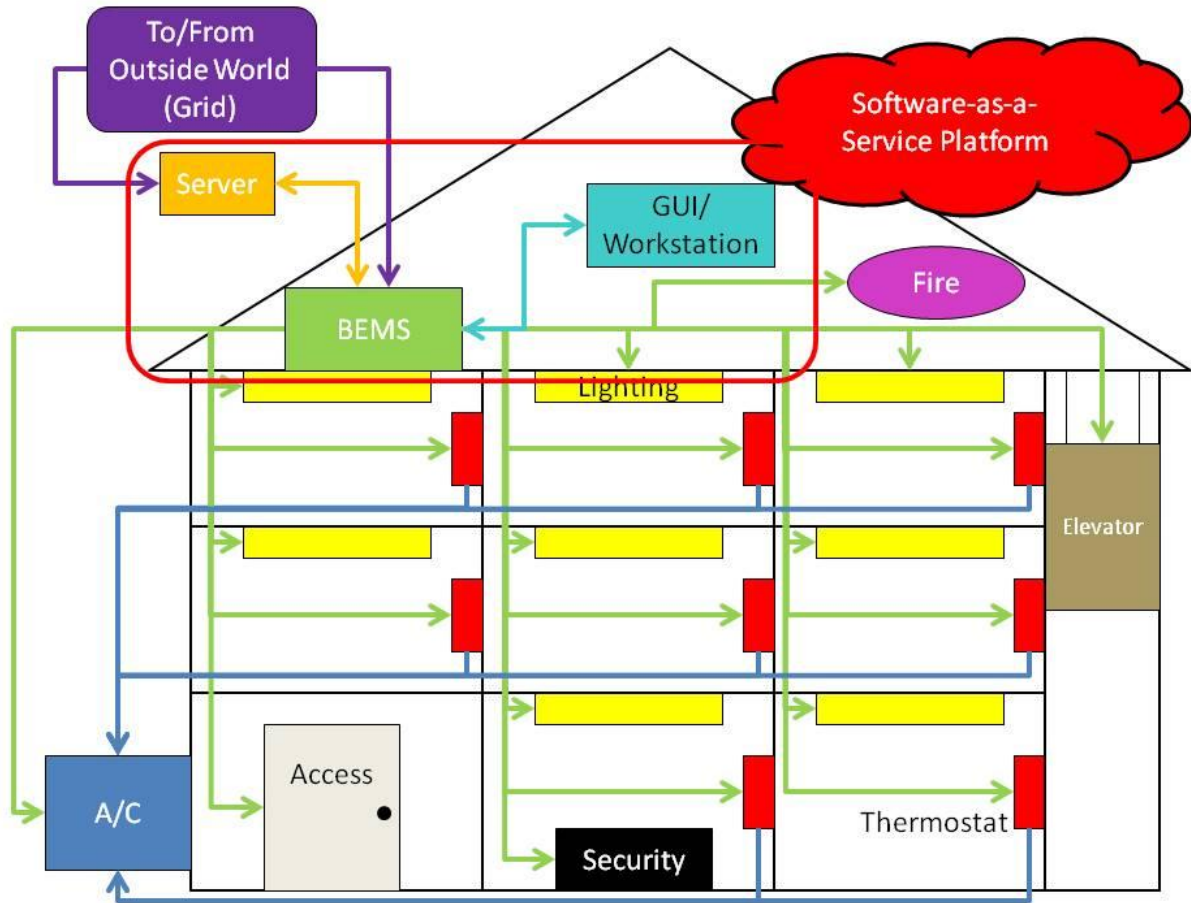 To/From
Outside World
(Grid)
Software-as-a-
Service Platform
Server
GUI/
Workstation
Fire
BEMS
Lighting
Elevator
Access
A/C
Thermostat
Security